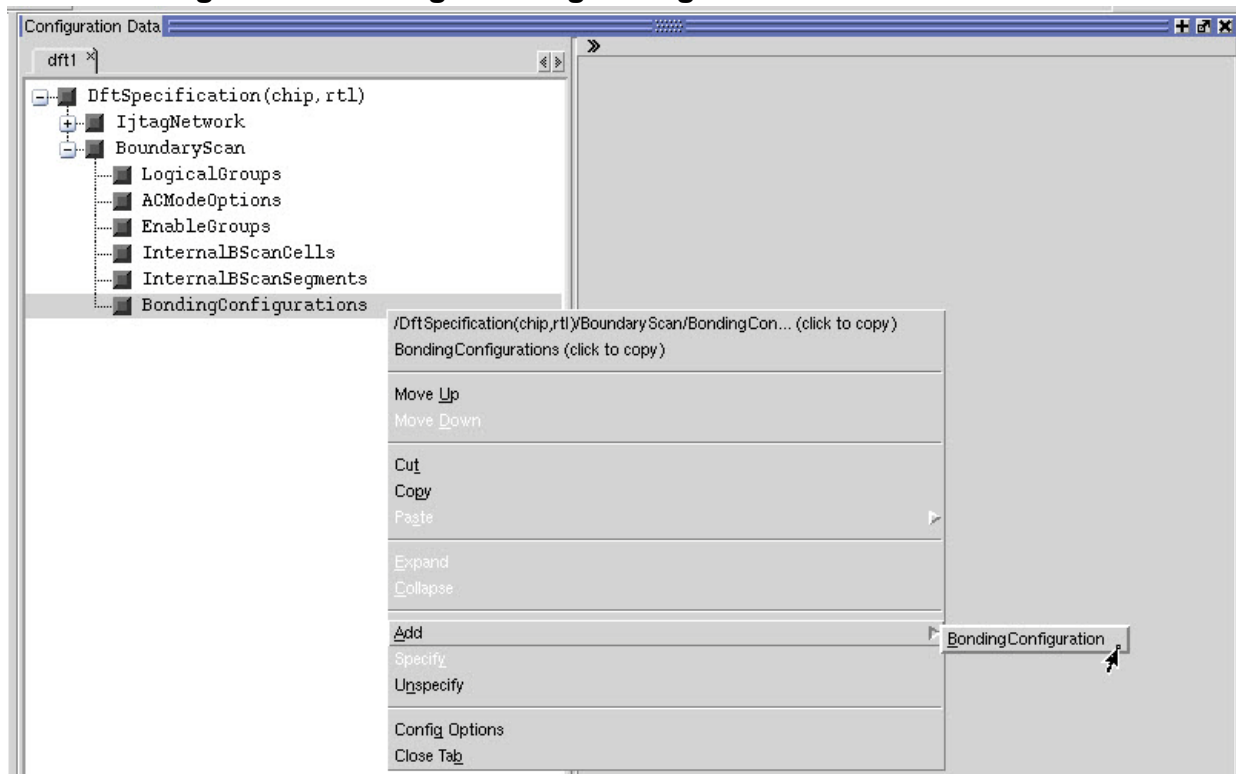 Configuration Data
dft1
DftSpecification(chip,rtl)
IjtagNetwork
BoundaryScan
LogicalGroups
ACModeOptions
EnableGroups
InternalBScanCells
InternalBScanSegments
BondingConfigurations
/DftSpecification(chip,rtl)/BoundaryScan/BondingCon... (click to copy)
BondingConfigurations (click to copy)
Move Up
Move Down
Cut
Copy
Paste
Expand
Collapse
Add
BondingConfiguration
Specify
Unspecify
Config Options
Close Tab